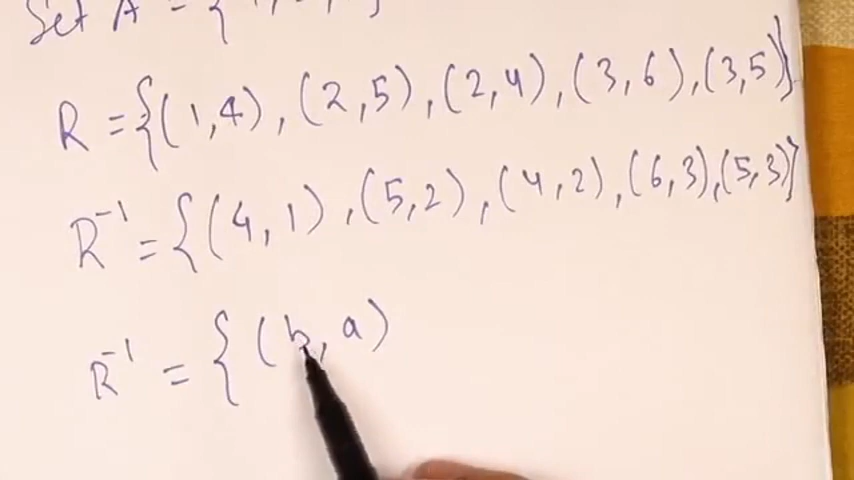 Set A = {
R = {(1,4), (2,5), (2,4), (3,6), (3,5)}
R⁻¹ = {(4,1), (5,2), (4,2), (6,3), (5,3)}
R⁻¹ = {(b,a)